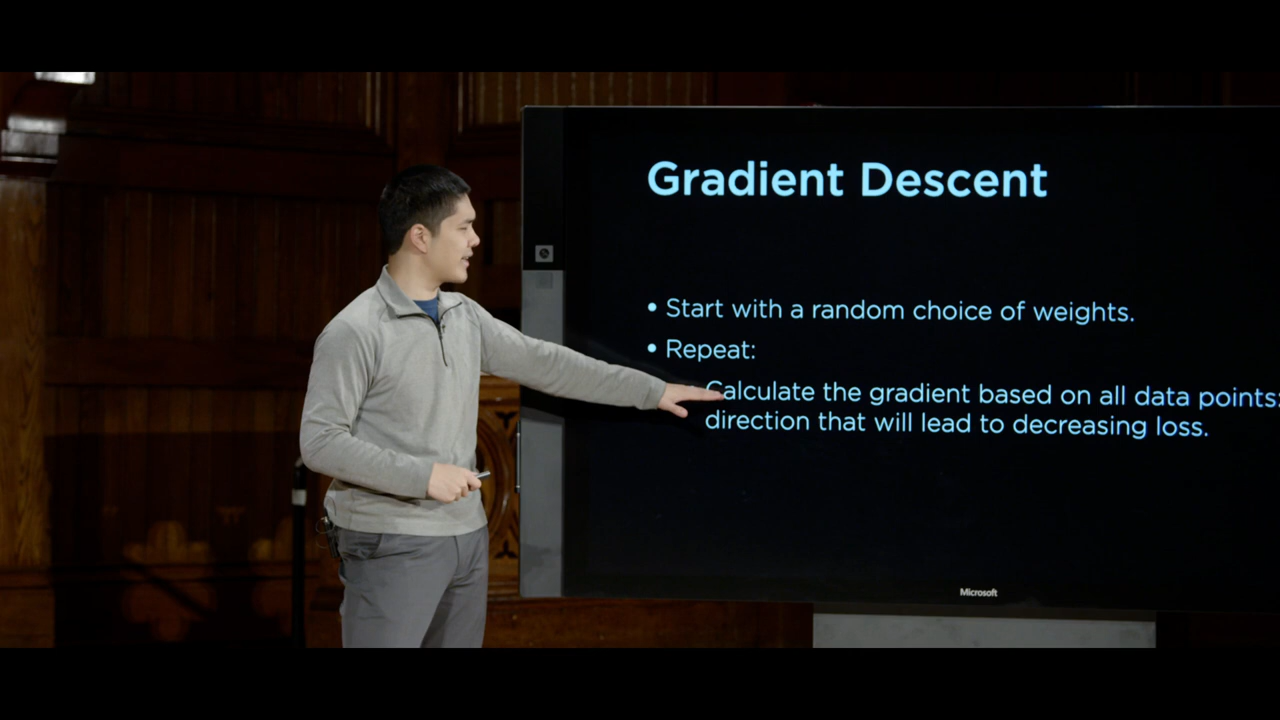 Gradient Descent
• Start with a random choice of weights.
• Repeat:
Calculate the gradient based on all data points:
direction that will lead to decreasing loss.
Microsoft